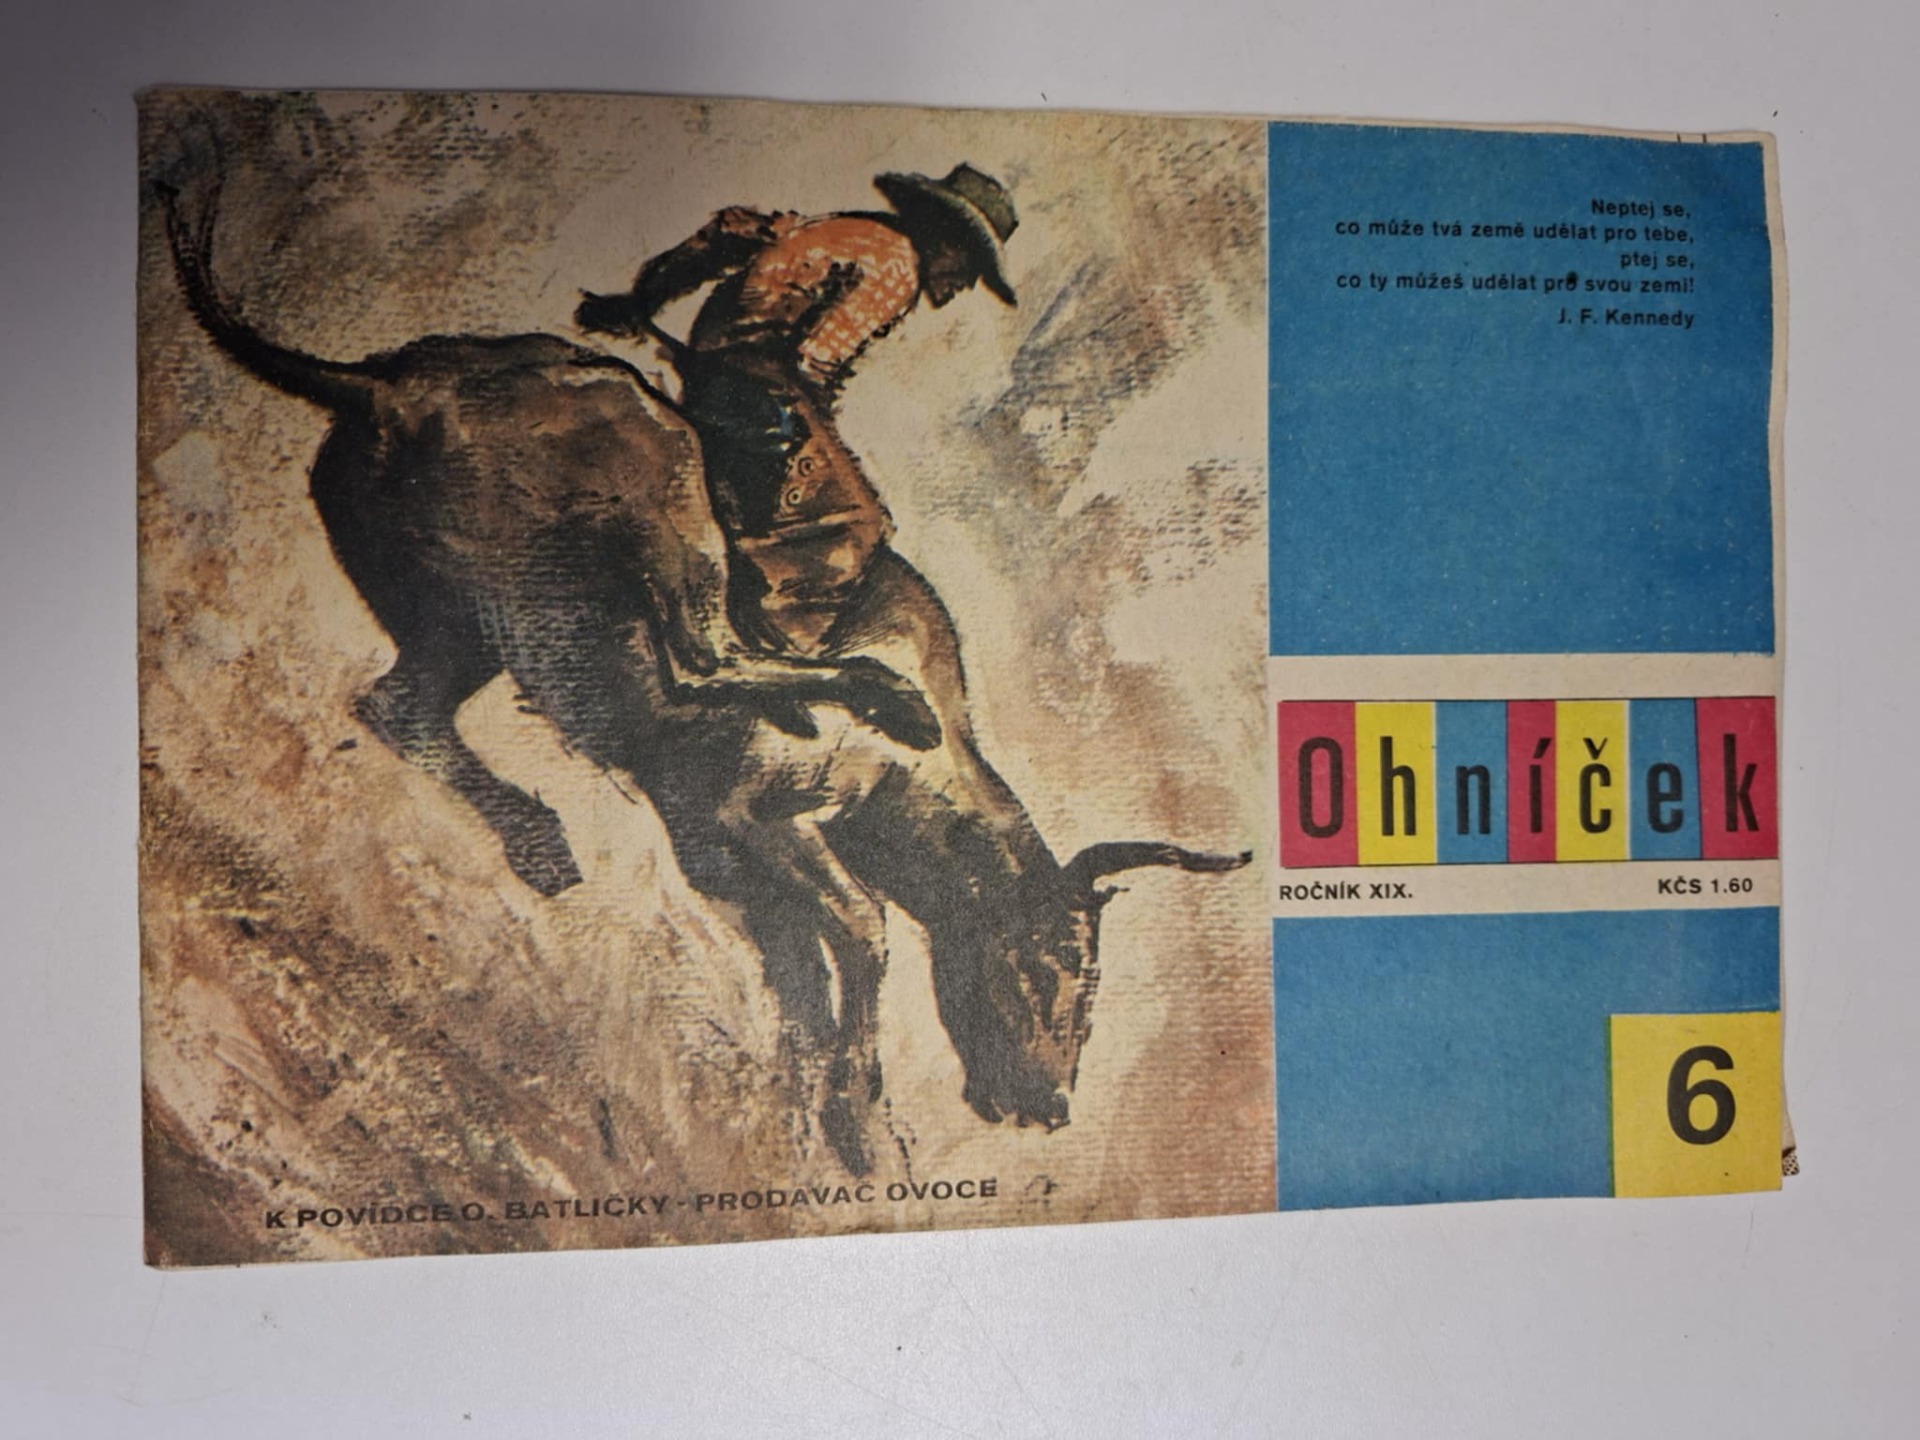 Neptej se,
co může tvá země udělat pro tebe,
ptej se,
co ty můžeš udělat pro svou zemi!
J. F. Kennedy
Ohníček
ROČNÍK XIX.
KČS 1.60
6
K POVÍDCE O. BATLIČKY - PRODAVAČ OVOCE